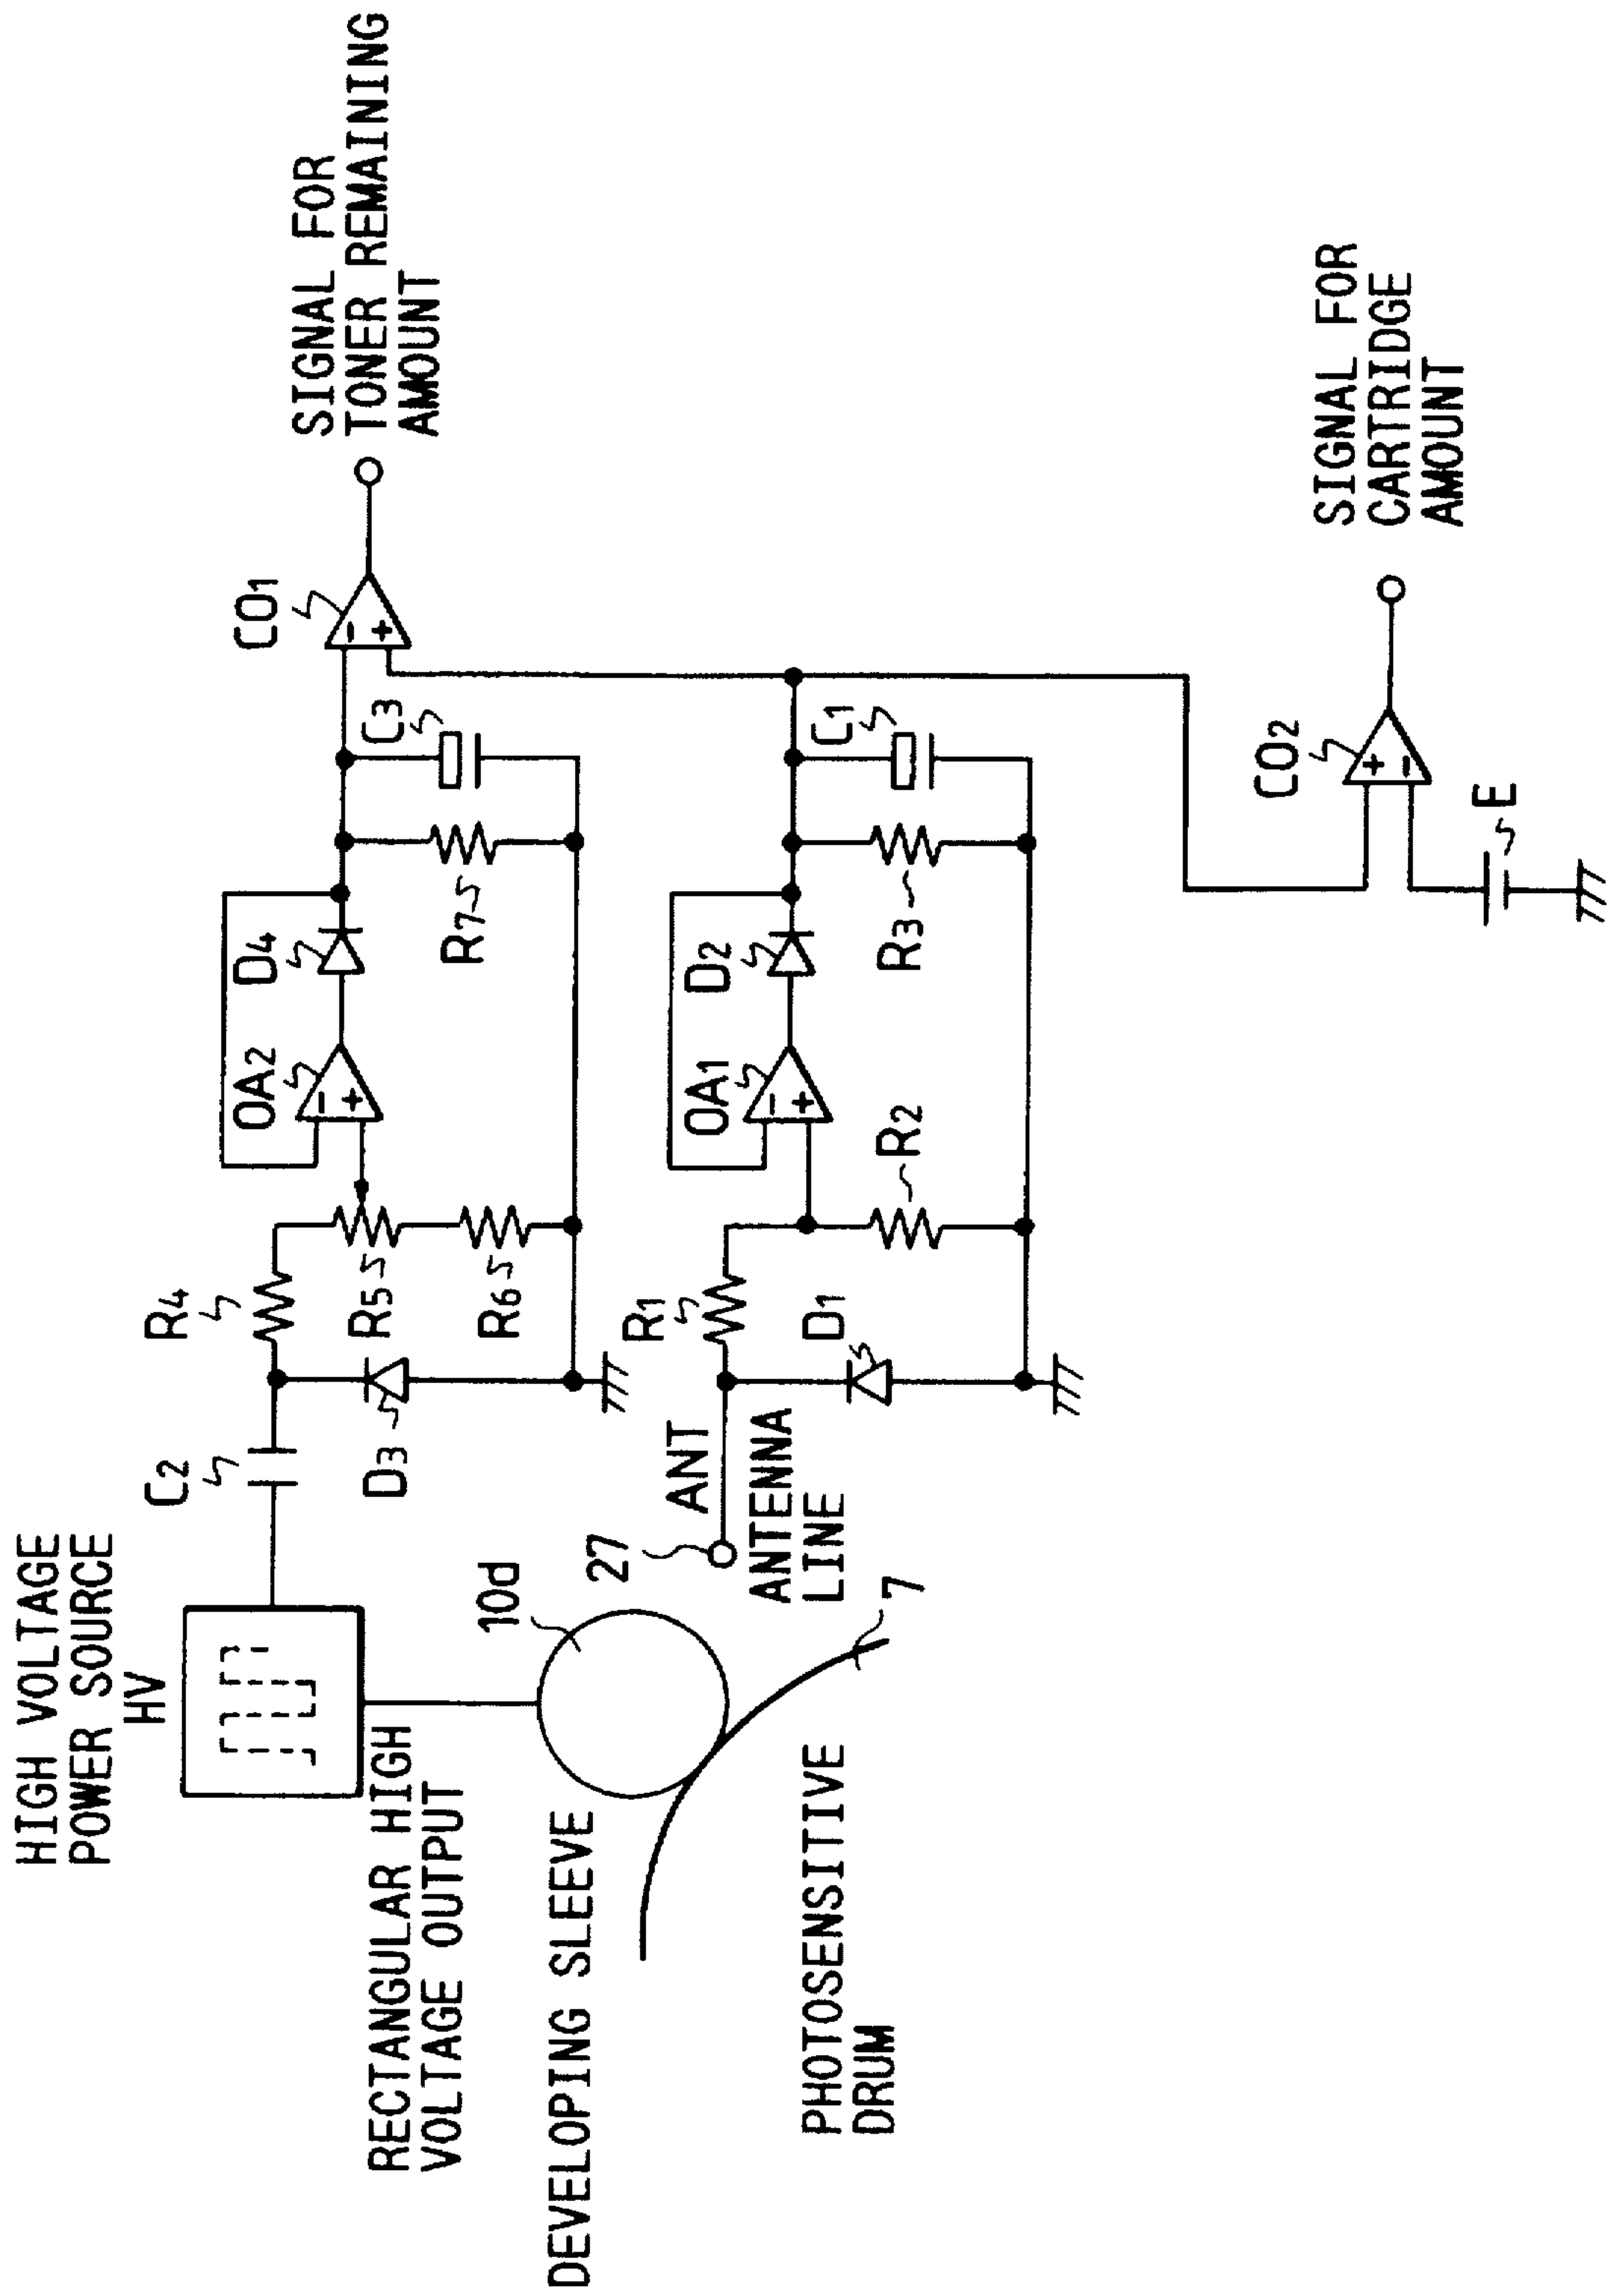 HIGH VOLTAGE
POWER SOURCE
HV
RECTANGULAR HIGH
VOLTAGE OUTPUT
DEVELOPING SLEEVE
10d
PHOTOSENSITIVE
DRUM
7
27
ANT
ANTENNA
LINE
C2
R4
D3
R5
R6
OA2
-
+
D4
R7
C3
CO1
-
+
SIGNAL FOR
TONER REMAINING
AMOUNT
R1
D1
R2
OA1
-
+
D2
R3
C1
CO2
+
-
E
SIGNAL FOR
CARTRIDGE
AMOUNT